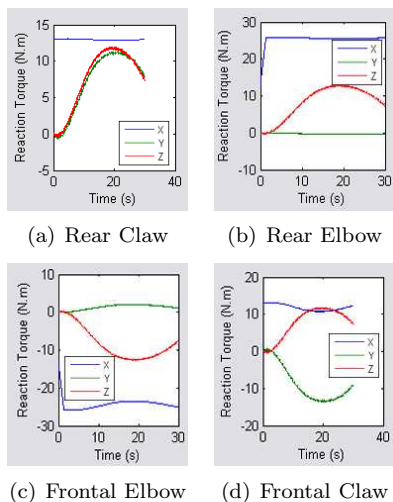 15
10
5
0
-5
Reaction Torque (N.m)
X
Y
Z
0 20 40
Time (s)
(a) Rear Claw
30
20
10
0
-10
Reaction Torque (N.m)
X
Y
Z
0 10 20 30
Time (s)
(b) Rear Elbow
10
0
-10
-20
-30
Reaction Torque (N.m)
X
Y
Z
0 10 20 30
Time (s)
(c) Frontal Elbow
20
10
0
-10
-20
Reaction Torque (N.m)
X
Y
Z
0 20 40
Time (s)
(d) Frontal Claw